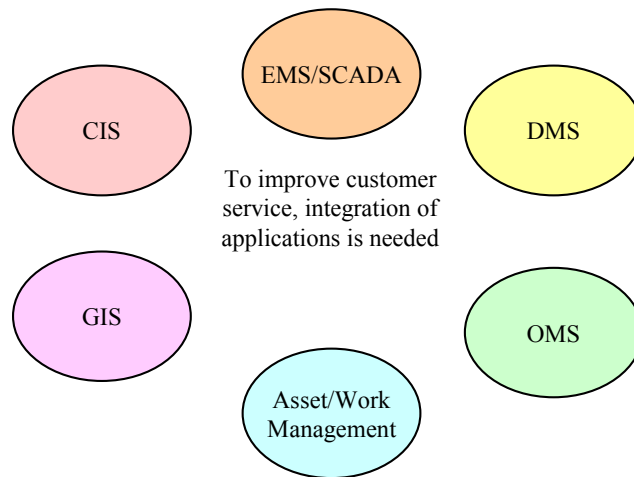 EMS/SCADA
CIS
DMS
To improve customer
service, integration of
applications is needed
GIS
OMS
Asset/Work
Management